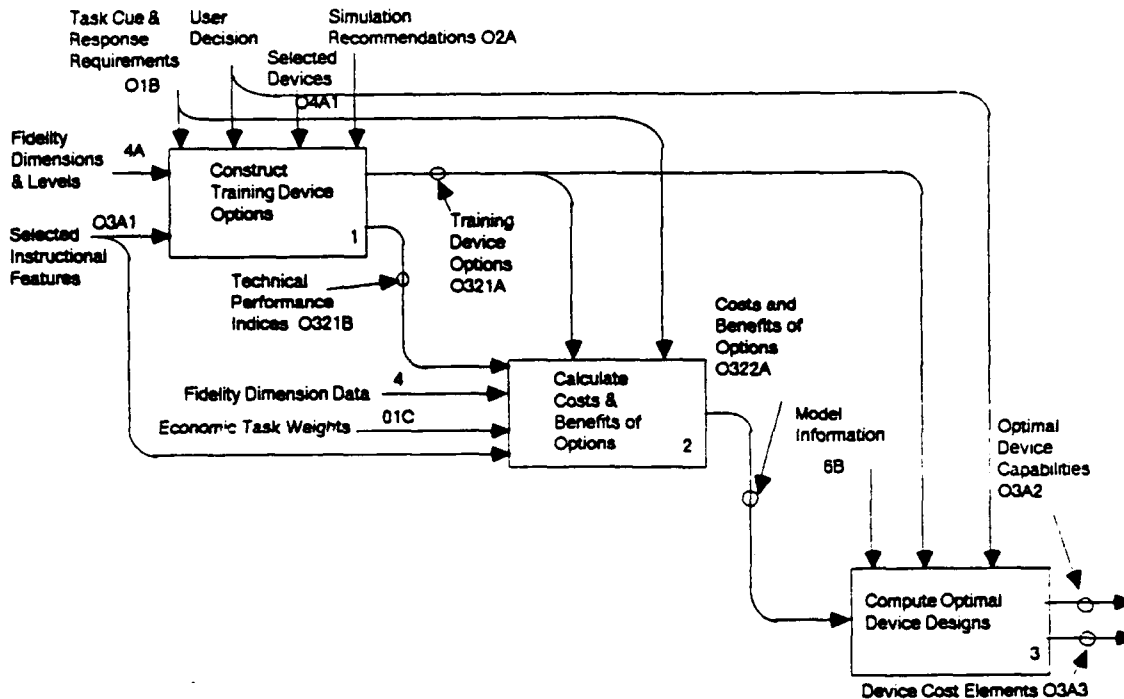 Task Cue &
Response
Requirements
O1B
User
Decision
Simulation
Recommendations O2A
Selected
Devices
O4A1
Fidelity
Dimensions
& Levels
4A
Construct
Training Device
Options
1
O3A1
Selected
Instructional
Features
Training
Device
Options
O321A
Technical
Performance
Indices O321B
Costs and
Benefits of
Options
O322A
Fidelity Dimension Data
4
Economic Task Weights
01C
Calculate
Costs &
Benefits of
Options
2
Model
Information
6B
Optimal
Device
Capabilities
O3A2
Compute Optimal
Device Designs
3
Device Cost Elements O3A3